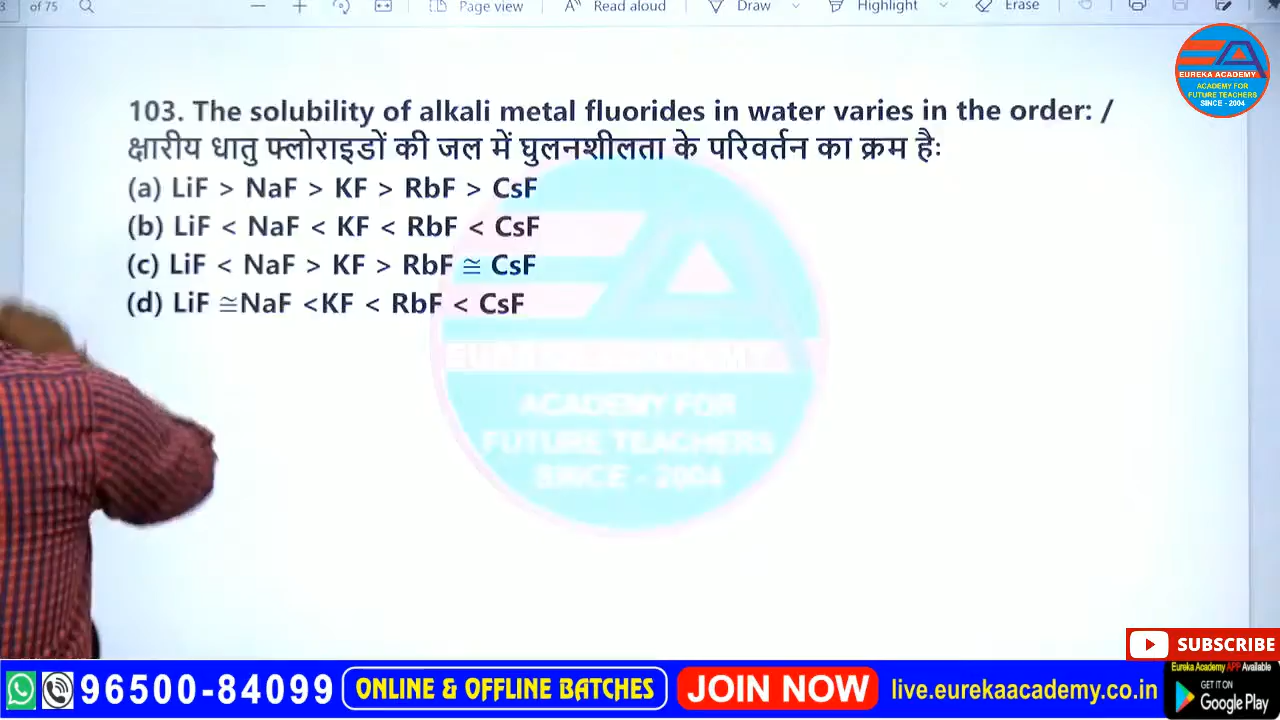 3 of 75 Page view Read aloud Draw Highlight Erase
EUREKA ACADEMY
ACADEMY FOR
FUTURE TEACHERS
SINCE - 2004
103. The solubility of alkali metal fluorides in water varies in the order: /
क्षारीय धातु फ्लोराइडों की जल में घुलनशीलता के परिवर्तन का क्रम हैः
(a) LiF > NaF > KF > RbF > CsF
(b) LiF < NaF < KF < RbF < CsF
(c) LiF < NaF > KF > RbF ≅ CsF
(d) LiF ≅NaF <KF < RbF < CsF
EUREKA ACADEMY
ACADEMY FOR
FUTURE TEACHERS
SINCE - 2004
SUBSCRIBE
96500-84099 ONLINE & OFFLINE BATCHES JOIN NOW live.eurekaacademy.co.in
Eureka Academy APP Available
GET IT ON
Google Play